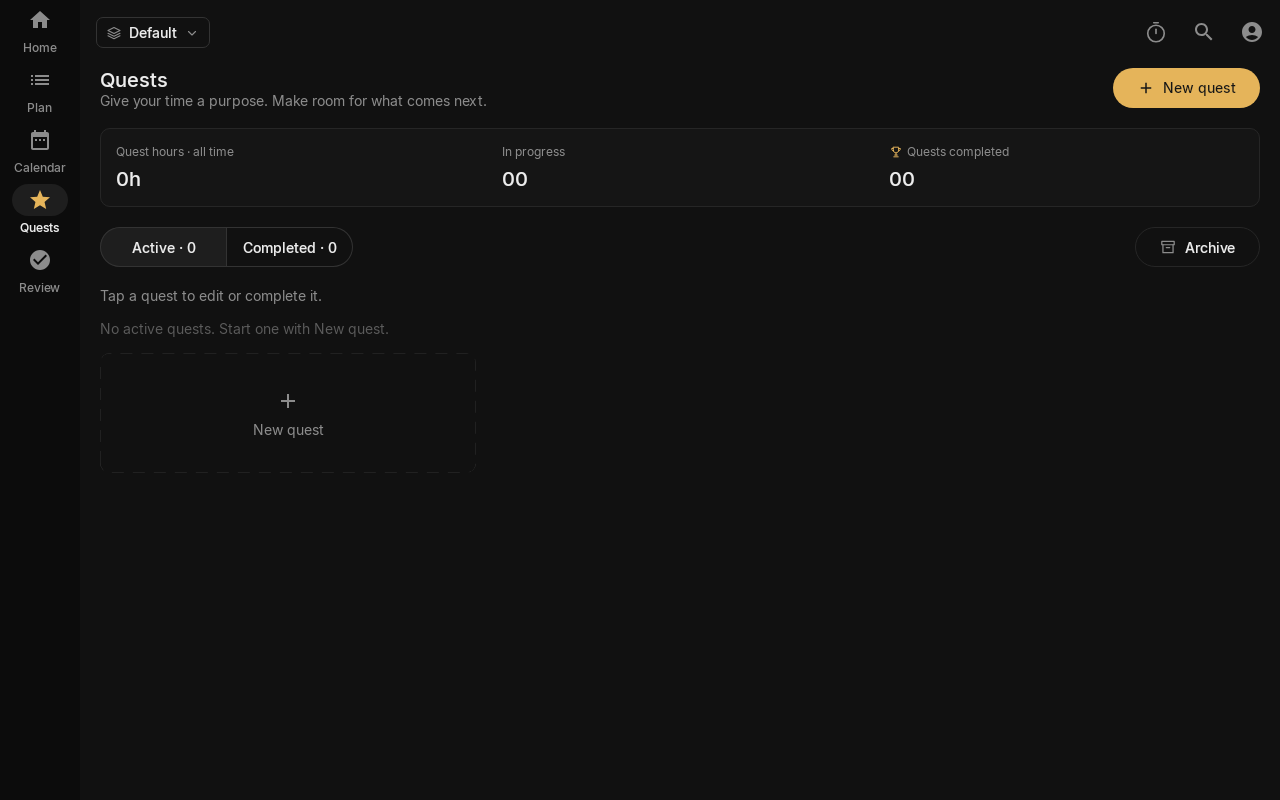 Home
Plan
Calendar
Quests
Review
Default
Quests
Give your time a purpose. Make room for what comes next.
New quest
Quest hours · all time
0h
In progress
00
Quests completed
00
Active · 0
Completed · 0
Archive
Tap a quest to edit or complete it.
No active quests. Start one with New quest.
New quest